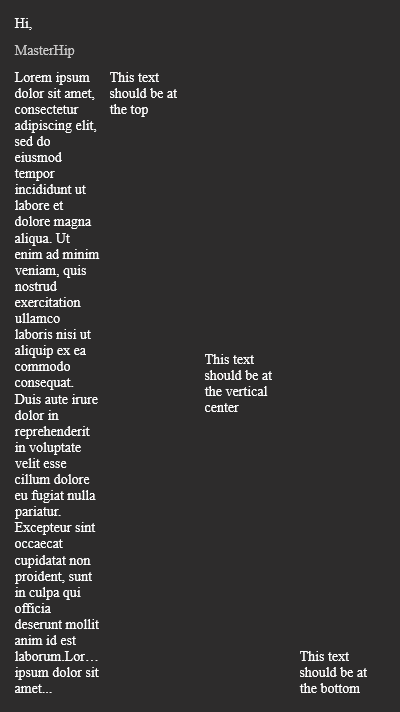 Hi,
MasterHip
Lorem ipsum
dolor sit amet,
consectetur
adipiscing elit,
sed do
eiusmod
tempor
incididunt ut
labore et
dolore magna
aliqua. Ut
enim ad minim
veniam, quis
nostrud
exercitation
ullamco
laboris nisi ut
aliquip ex ea
commodo
consequat.
Duis aute irure
dolor in
reprehenderit
in voluptate
velit esse
cillum dolore
eu fugiat nulla
pariatur.
Excepteur sint
occaecat
cupidatat non
proident, sunt
in culpa qui
officia
deserunt mollit
anim id est
laborum.Lor…
ipsum dolor sit
amet...
This text
should be at
the top
This text
should be at
the vertical
center
This text
should be at
the bottom